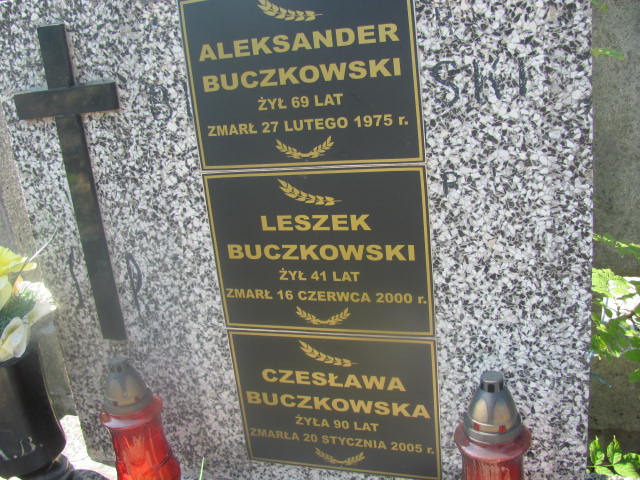 ALEKSANDER
BUCZKOWSKI
ŻYŁ 69 LAT
ZMARŁ 27 LUTEGO 1975 r.
LESZEK
BUCZKOWSKI
ŻYŁ 41 LAT
ZMARŁ 16 CZERWCA 2000 r.
CZESŁAWA
BUCZKOWSKA
ŻYŁA 90 LAT
ZMARŁA 20 STYCZNIA 2005 r.
A.B.